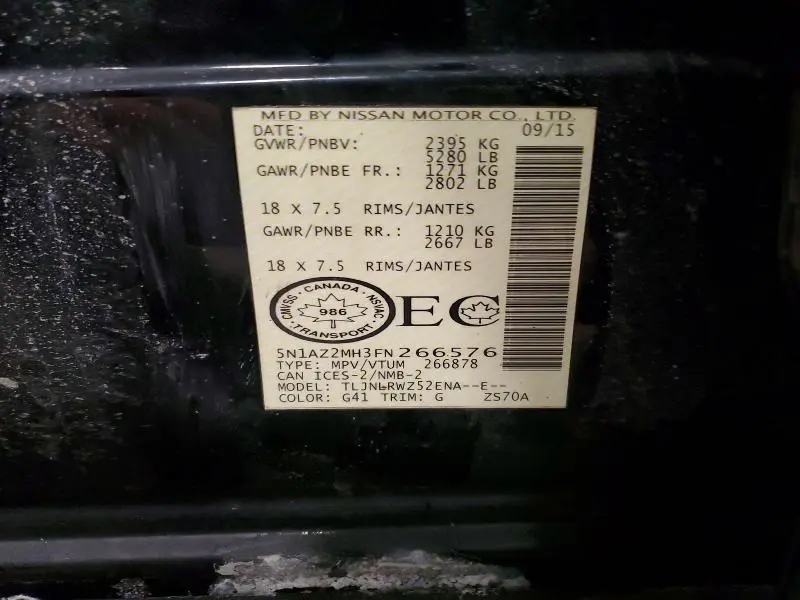 MFD BY NISSAN MOTOR CO., LTD.
DATE: 09/15
GVWR/PNBV: 2395 KG
5280 LB
GAWR/PNBE FR.: 1271 KG
2802 LB
18 X 7.5 RIMS/JANTES
GAWR/PNBE RR.: 1210 KG
2667 LB
18 X 7.5 RIMS/JANTES
CANADA
CMVSS · NSVAC
986
TRANSPORT
EC
5N1AZ2MH3FN266576
TYPE: MPV/VTUM 266878
CAN ICES-2/NMB-2
MODEL: TLJNLRWZ52ENA--E--
COLOR: G41 TRIM: G ZS70A